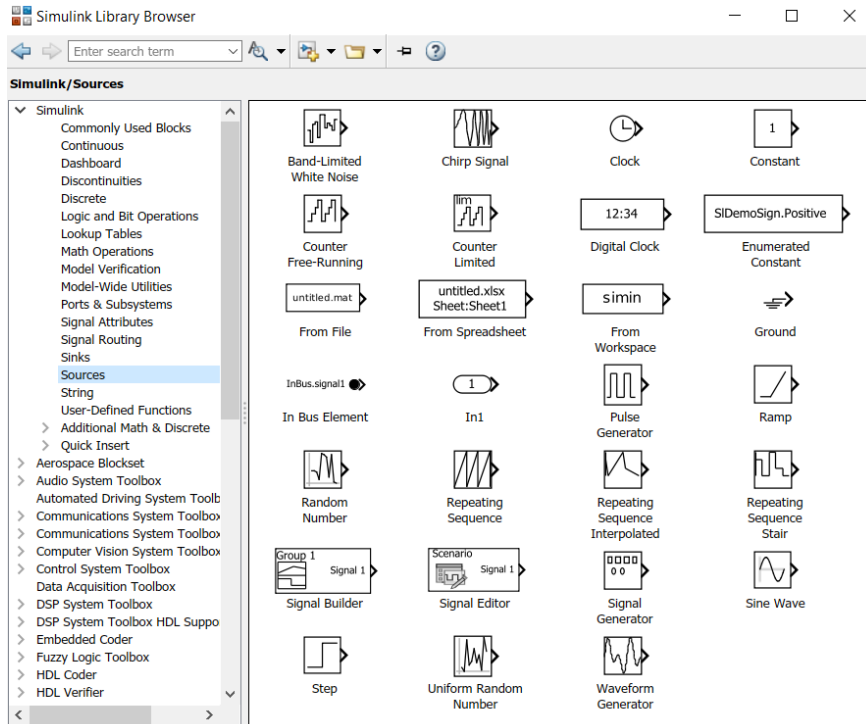 Simulink Library Browser
Enter search term
Simulink/Sources
Simulink
Commonly Used Blocks
Continuous
Dashboard
Discontinuities
Discrete
Logic and Bit Operations
Lookup Tables
Math Operations
Model Verification
Model-Wide Utilities
Ports & Subsystems
Signal Attributes
Signal Routing
Sinks
Sources
String
User-Defined Functions
Additional Math & Discrete
Quick Insert
Aerospace Blockset
Audio System Toolbox
Automated Driving System Toolb
Communications System Toolbox
Communications System Toolbox
Computer Vision System Toolbox
Control System Toolbox
Data Acquisition Toolbox
DSP System Toolbox
DSP System Toolbox HDL Suppo
Embedded Coder
Fuzzy Logic Toolbox
HDL Coder
HDL Verifier
Band-Limited
White Noise
Chirp Signal
Clock
1
Constant
Counter
Free-Running
lim
Counter
Limited
12:34
Digital Clock
SlDemoSign.Positive
Enumerated
Constant
untitled.mat
From File
untitled.xlsx
Sheet:Sheet1
From Spreadsheet
simin
From
Workspace
Ground
InBus.signal1
In Bus Element
1
In1
Pulse
Generator
Ramp
Random
Number
Repeating
Sequence
Repeating
Sequence
Interpolated
Repeating
Sequence
Stair
Group 1
Signal 1
Signal Builder
Scenario
Signal 1
Signal Editor
Signal
Generator
Sine Wave
Step
Uniform Random
Number
Waveform
Generator